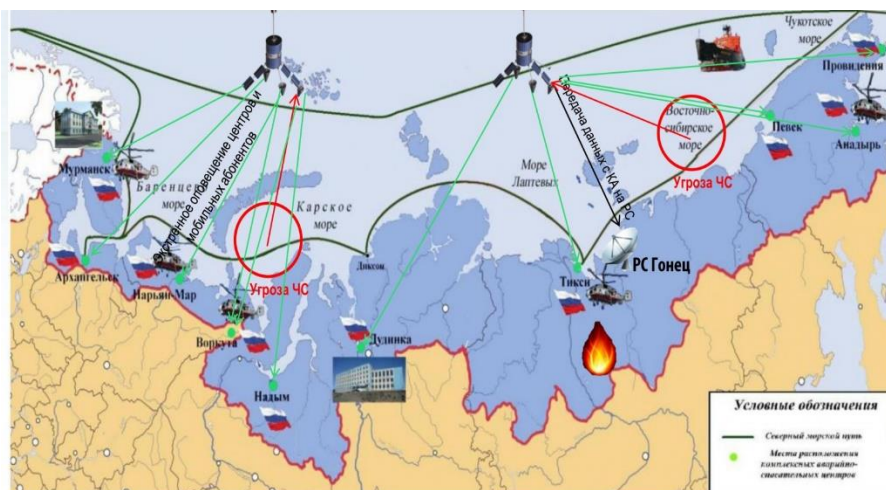 Чукотское
море
Провидения
Экстренное оповещение центров и
мобильных абонентов
Передача данных с КА на РС
Восточно-
сибирское
море
Певек
Анадырь
Угроза ЧС
Мурманск
Баренцево
море
Море
Лаптевых
Карское
море
РС Гонец
Архангельск
Нарьян-Мар
Угроза ЧС
Диксон
Тикси
Воркута
Дудинка
Надым
Условные обозначения
Северный морской путь
Места расположения
комплексных аварийно-
спасательных центров